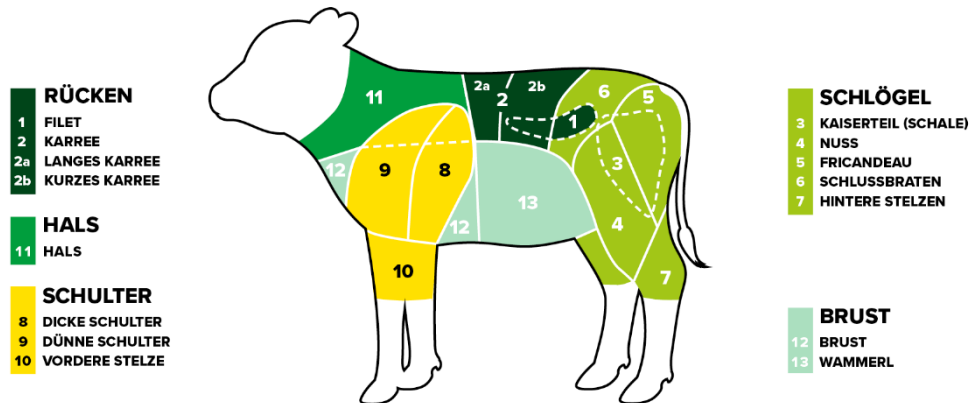 RÜCKEN
1 FILET
2 KARREE
2a LANGES KARREE
2b KURZES KARREE
HALS
11 HALS
SCHULTER
8 DICKE SCHULTER
9 DÜNNE SCHULTER
10 VORDERE STELZE
11
2a
2
2b
1
6
5
12
9
8
3
13
12
4
10
7
SCHLÖGEL
3 KAISERTEIL (SCHALE)
4 NUSS
5 FRICANDEAU
6 SCHLUSSBRATEN
7 HINTERE STELZEN
BRUST
12 BRUST
13 WAMMERL